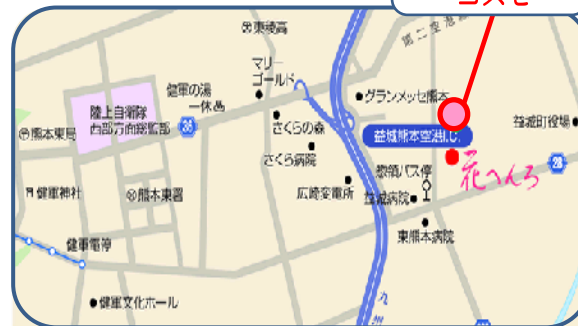 コスモ
東稜高
第二空港
マリー
ゴールド
健軍の湯
一休
グランメッセ熊本
陸上自衛隊
西部方面総監部
36
さくらの森
益城町役場
熊本東局
益城熊本空港I.C.
さくら病院
惣領バス停
28
花へんろ
健軍神社
熊本東署
広崎変電所
益城病院
東熊本病院
健軍電停
健軍文化ホール
九州